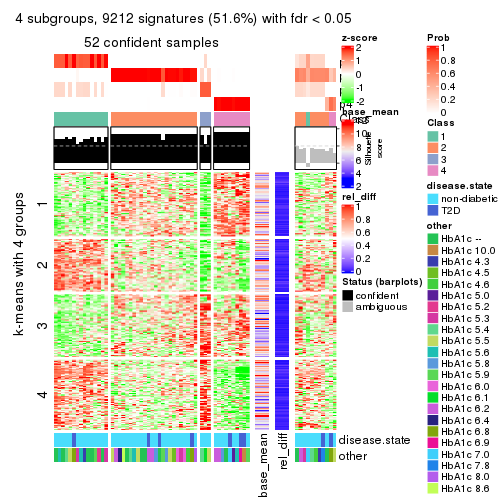 4 subgroups, 9212 signatures (51.6%) with fdr < 0.05
52 confident samples
k-means with 4 groups
1
2
3
4
base_mean
rel_diff
disease.state
other
z-score
2
1
0
-1
-2
base_mean
2
rel_diff
1
0.8
0.6
0.4
0.2
0
Silhouette
score
Status (barplots)
confident
ambiguous
Prob
1
0.8
0.6
0.4
0.2
0
Class
1
2
3
4
disease.state
non-diabetic
T2D
other
HbA1c --
HbA1c 10.0
HbA1c 4.3
HbA1c 4.5
HbA1c 4.6
HbA1c 5.0
HbA1c 5.2
HbA1c 5.3
HbA1c 5.4
HbA1c 5.5
HbA1c 5.6
HbA1c 5.8
HbA1c 5.9
HbA1c 6.0
HbA1c 6.1
HbA1c 6.2
HbA1c 6.4
HbA1c 6.8
HbA1c 6.9
HbA1c 7.0
HbA1c 7.8
HbA1c 8.0
HbA1c 8.6